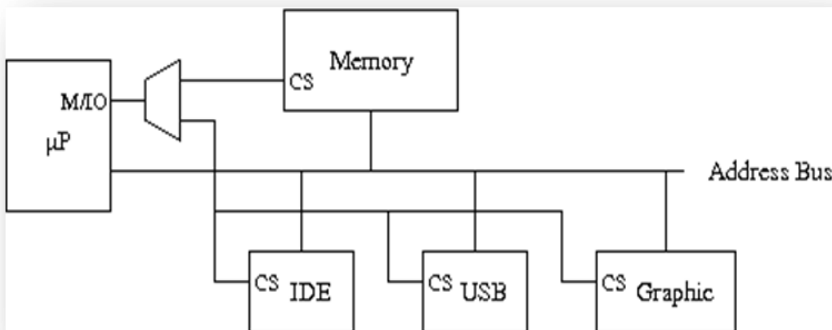 Memory
CS
M/IO
μP
Address Bus
CS IDE
CS USB
CS Graphic